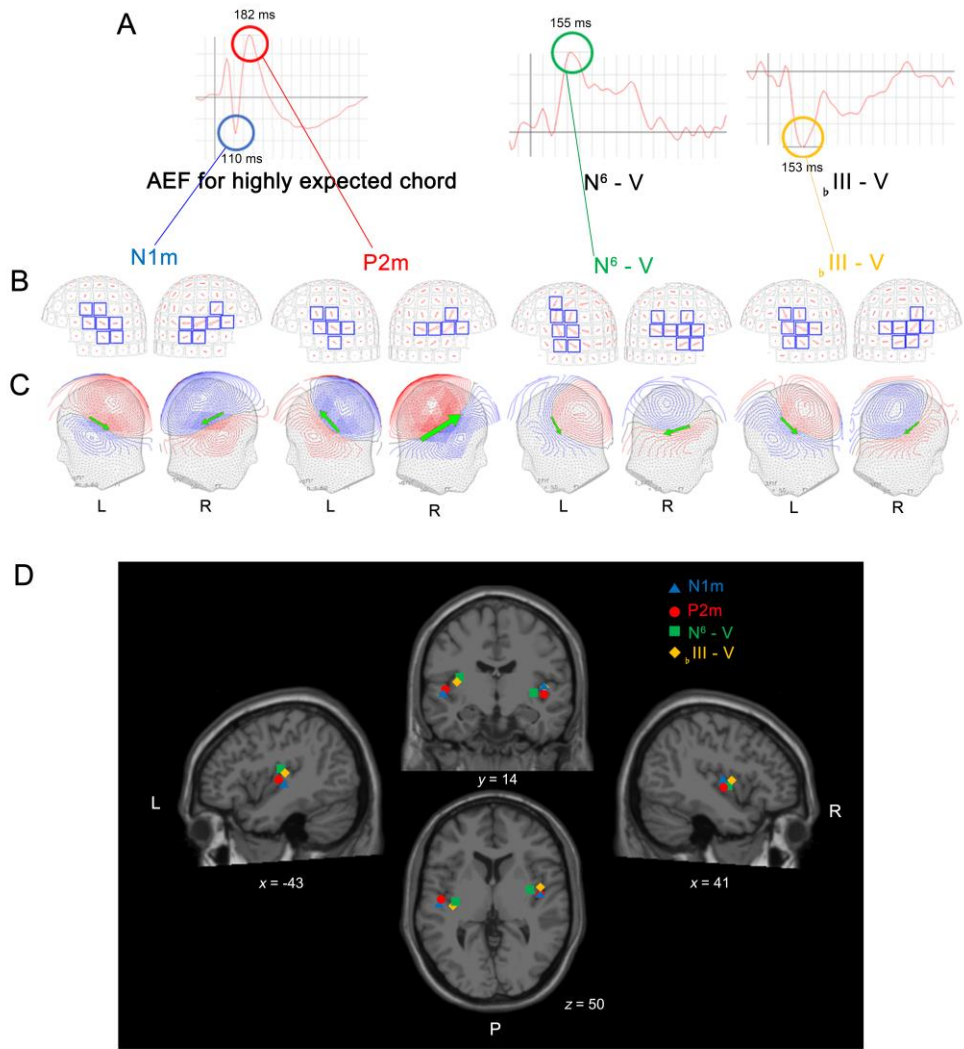 A
182 ms
155 ms
110 ms
153 ms
AEF for highly expected chord
N⁶ - V
♭III - V
N1m
P2m
N⁶ - V
♭III - V
B
C
L
R
L
R
L
R
L
R
D
N1m
P2m
N⁶ - V
♭III - V
L
y = 14
R
x = -43
x = 41
z = 50
P